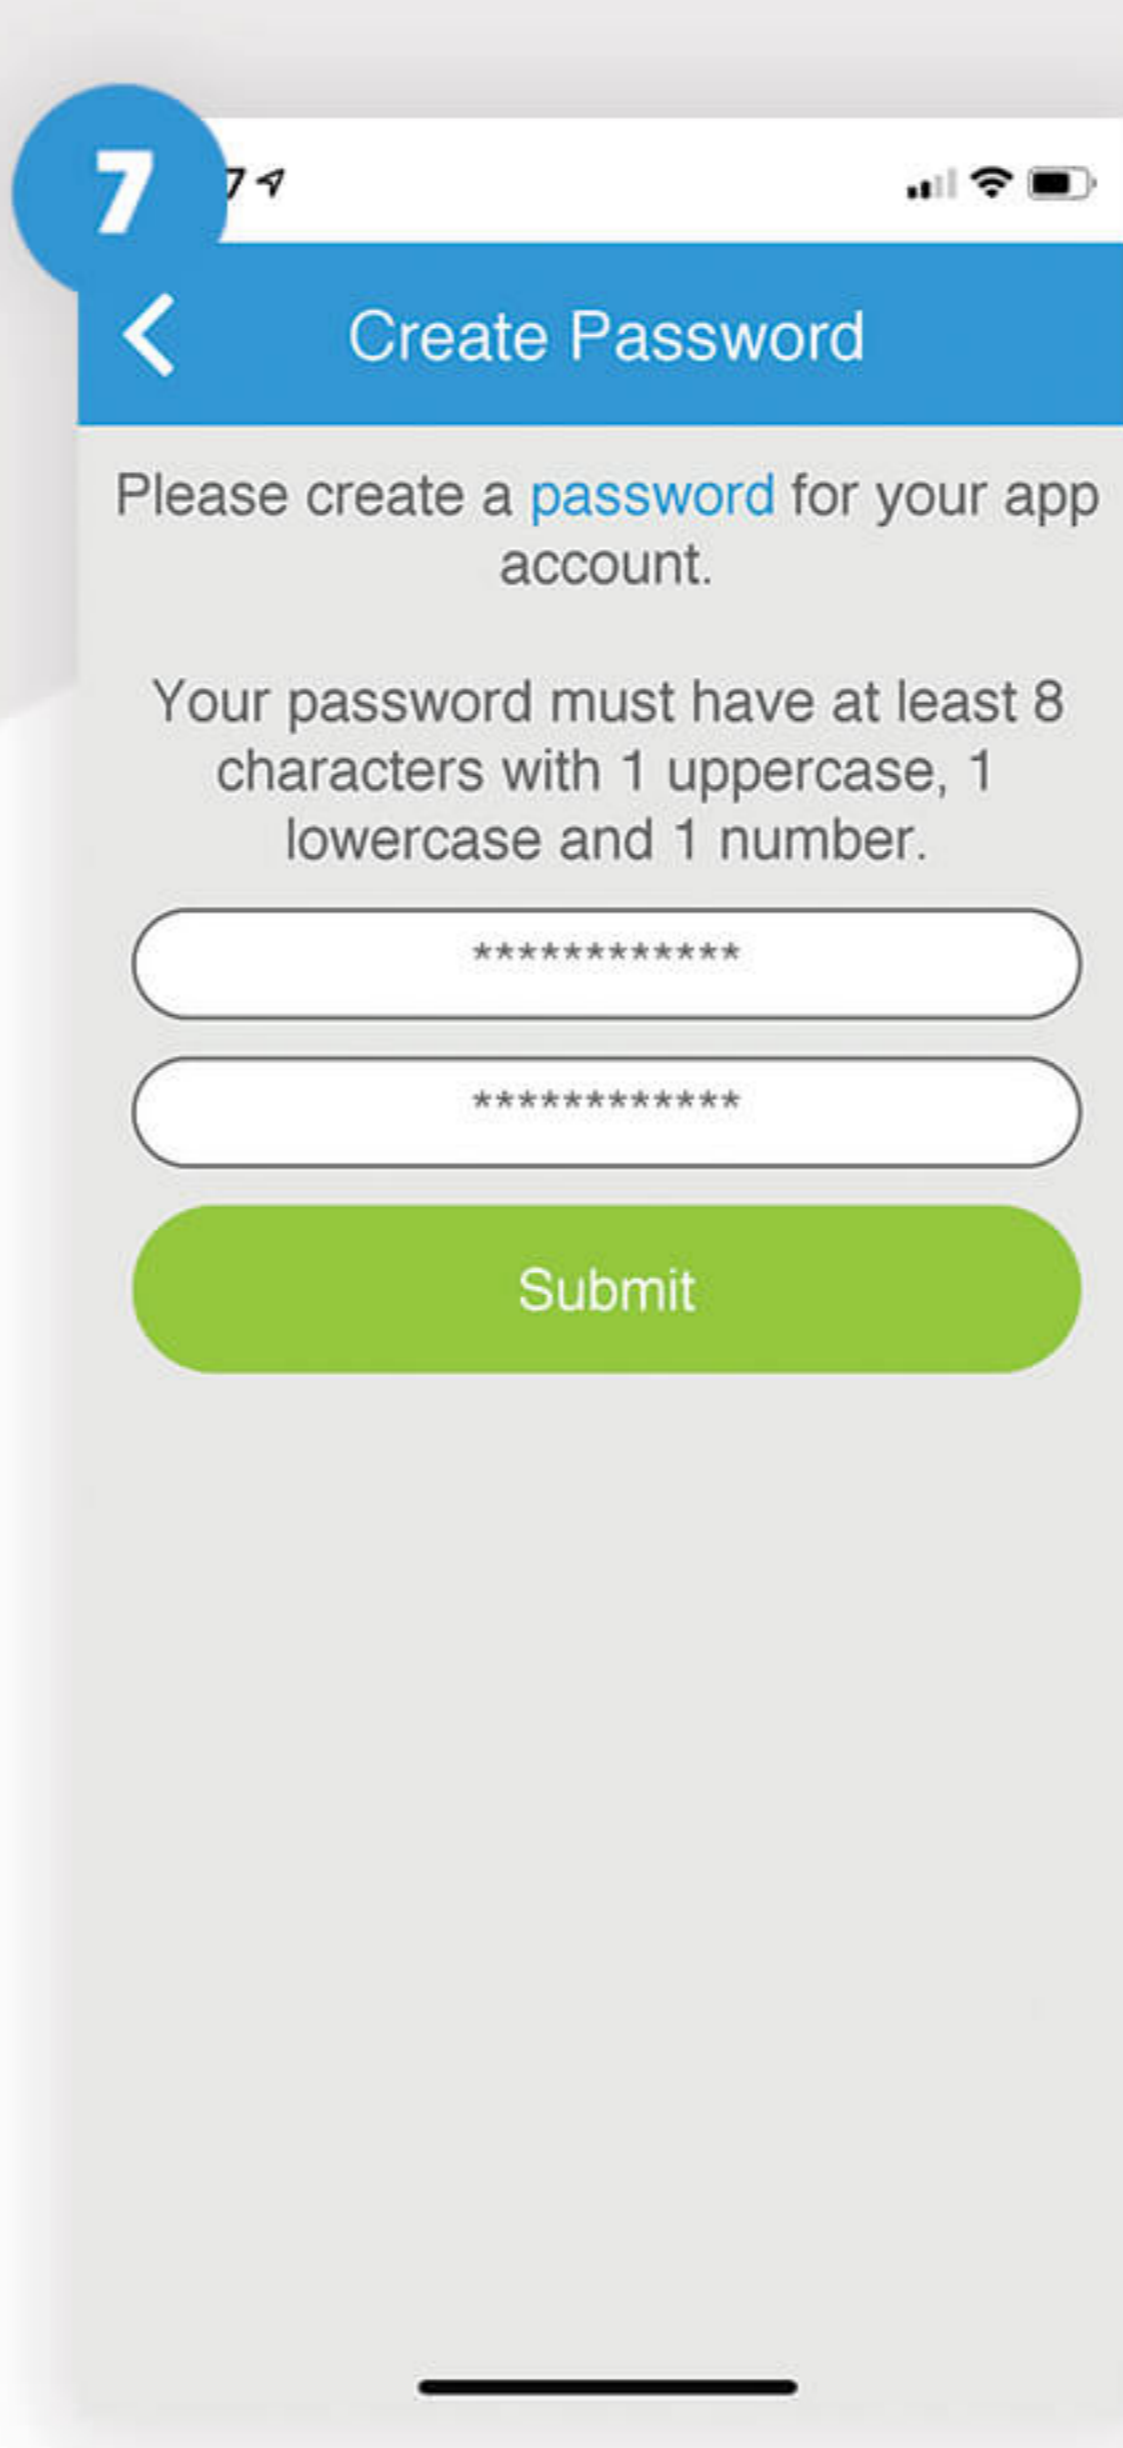 7
7
Create Password
Please create a password for your app
account.
Your password must have at least 8
characters with 1 uppercase, 1
lowercase and 1 number.
************
************
Submit